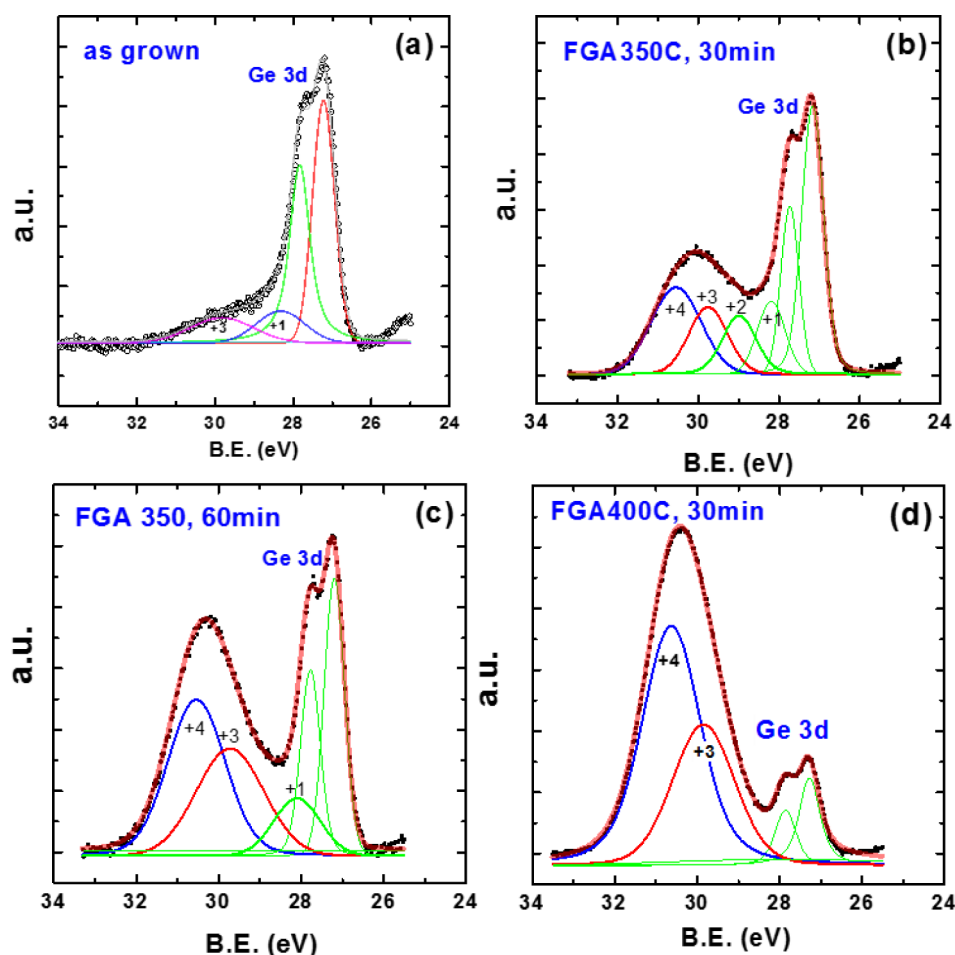 as grown
(a)
Ge 3d
+3
+1
a.u.
34 32 30 28 26 24
B.E. (eV)
FGA350C, 30min
(b)
Ge 3d
+4
+3
+2
+1
a.u.
34 32 30 28 26 24
B.E. (eV)
FGA 350, 60min
(c)
Ge 3d
+4
+3
+1
a.u.
34 32 30 28 26 24
B.E. (eV)
FGA400C, 30min
(d)
Ge 3d
+4
+3
a.u.
34 32 30 28 26 24
B.E. (eV)